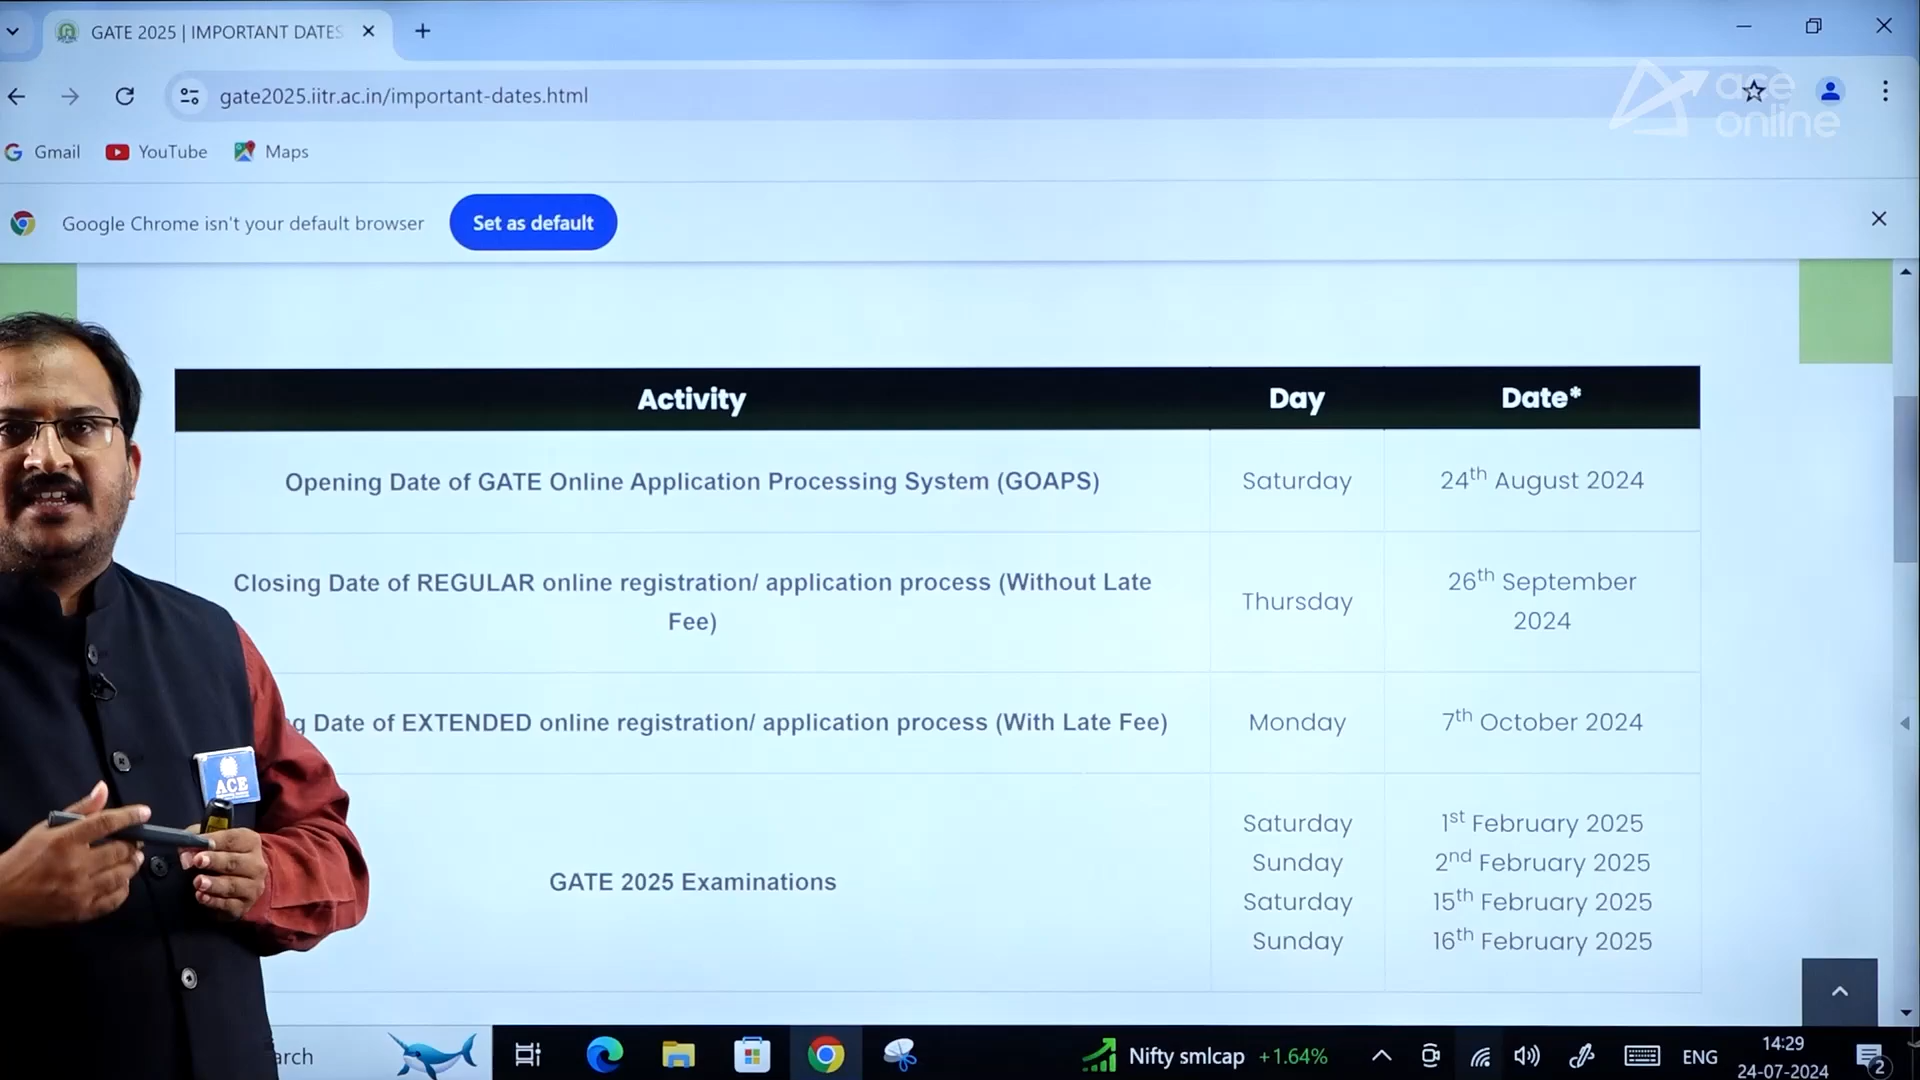 GATE 2025 | IMPORTANT DATES
gate2025.iitr.ac.in/important-dates.html
ace
online
Gmail
YouTube
Maps
Google Chrome isn't your default browser
Set as default
Activity
Day
Date*
Opening Date of GATE Online Application Processing System (GOAPS)
Saturday
24th August 2024
Closing Date of REGULAR online registration/ application process (Without Late
Fee)
Thursday
26th September
2024
g Date of EXTENDED online registration/ application process (With Late Fee)
Monday
7th October 2024
GATE 2025 Examinations
Saturday
1st February 2025
Sunday
2nd February 2025
Saturday
15th February 2025
Sunday
16th February 2025
ACE
arch
Nifty smlcap +1.64%
ENG
14:29
24-07-2024
2